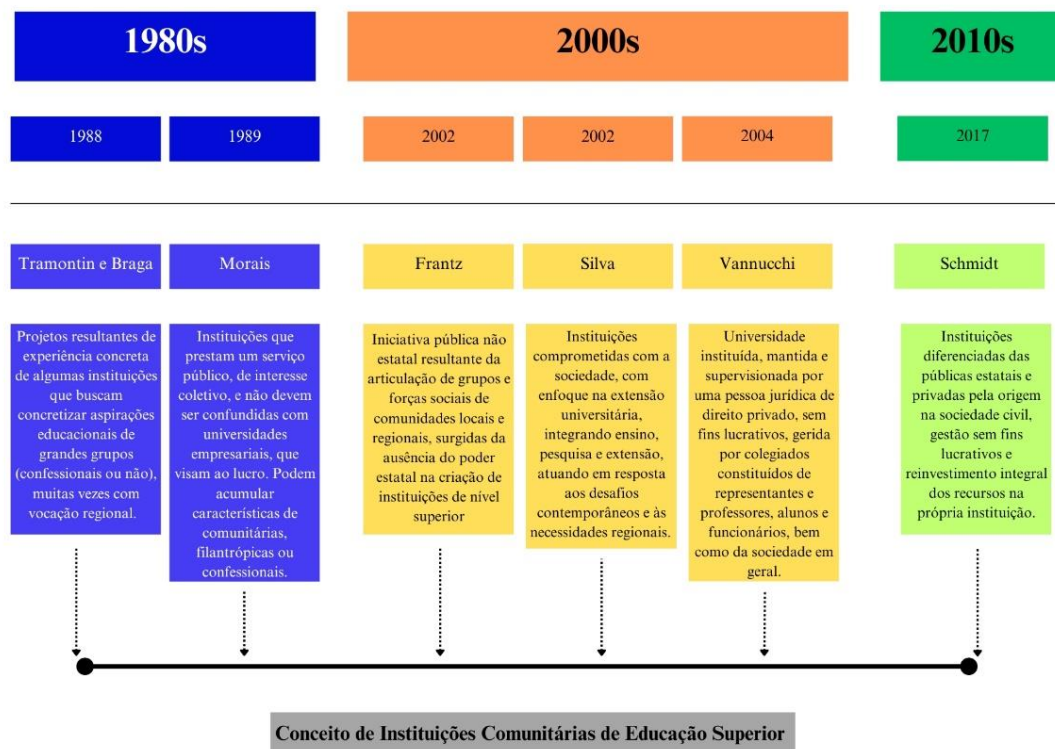 1980s
2000s
2010s
1988
1989
2002
2002
2004
2017
Tramontin e Braga
Morais
Frantz
Silva
Vannucchi
Schmidt
Projetos resultantes de
experiência concreta
de algumas instituições
que buscam
concretizar aspirações
educacionais de
grandes grupos
(confessionais ou não),
muitas vezes com
vocação regional.
Instituições que
prestam um serviço
público, de interesse
coletivo, e não devem
ser confundidas com
universidades
empresariais, que
visam ao lucro. Podem
acumular
características de
comunitárias,
filantrópicas ou
confessionais.
Iniciativa pública não
estatal resultante da
articulação de grupos e
forças sociais de
comunidades locais e
regionais, surgidas da
ausência do poder
estatal na criação de
instituições de nível
superior
Instituições
comprometidas com a
sociedade, com
enfoque na extensão
universitária,
integrando ensino,
pesquisa e extensão,
atuando em resposta
aos desafios
contemporâneos e às
necessidades regionais.
Universidade
instituída, mantida e
supervisionada por
uma pessoa jurídica de
direito privado, sem
fins lucrativos, gerida
por colegiados
constituídos de
representantes e
professores, alunos e
funcionários, bem
como da sociedade em
geral.
Instituições
diferenciadas das
públicas estatais e
privadas pela origem
na sociedade civil,
gestão sem fins
lucrativos e
reinvestimento integral
dos recursos na
própria instituição.
Conceito de Instituições Comunitárias de Educação Superior